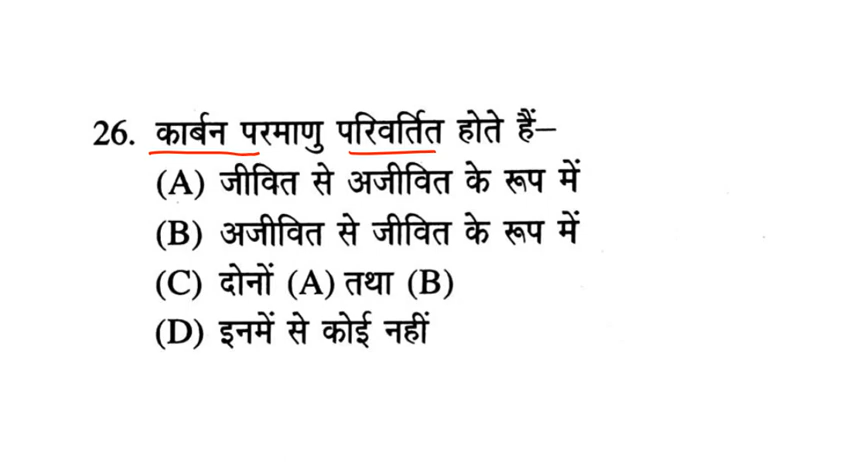 26. कार्बन परमाणु परिवर्तित होते हैं–
(A) जीवित से अजीवित के रूप में
(B) अजीवित से जीवित के रूप में
(C) दोनों (A) तथा (B)
(D) इनमें से कोई नहीं